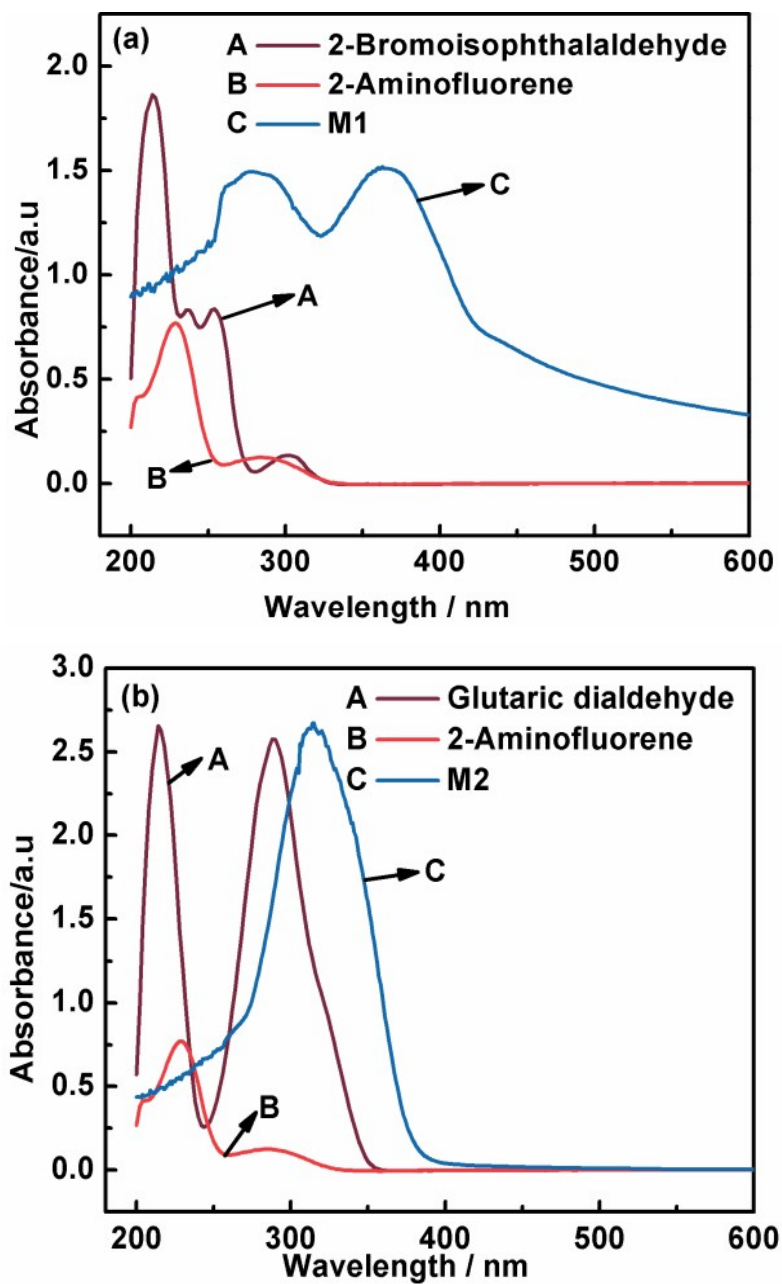 (a)
A 2-Bromoisophthalaldehyde
B 2-Aminofluorene
C M1
2.0
1.5
1.0
0.5
0.0
Absorbance/a.u
C
A
B
200 300 400 500 600
Wavelength / nm
(b)
A Glutaric dialdehyde
B 2-Aminofluorene
C M2
3.0
2.5
2.0
1.5
1.0
0.5
0.0
Absorbance/a.u
A
C
B
200 300 400 500 600
Wavelength / nm